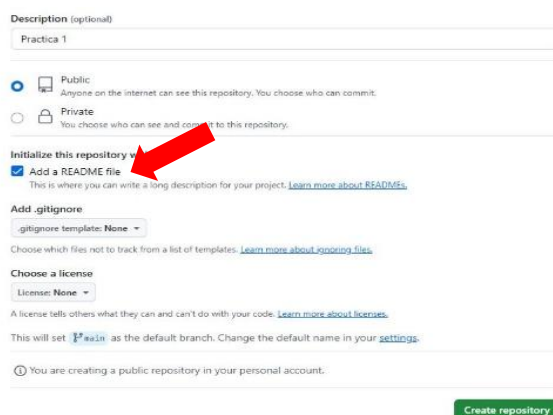 Description (optional)
Practica 1
Public
Anyone on the internet can see this repository. You choose who can commit.
Private
You choose who can see and commit to this repository.
Initialize this repository w
Add a README file
This is where you can write a long description for your project. Learn more about READMEs.
Add .gitignore
.gitignore template: None
Choose which files not to track from a list of templates. Learn more about ignoring files.
Choose a license
License: None
A license tells others what they can and can't do with your code. Learn more about licenses.
This will set main as the default branch. Change the default name in your settings.
You are creating a public repository in your personal account.
Create repository